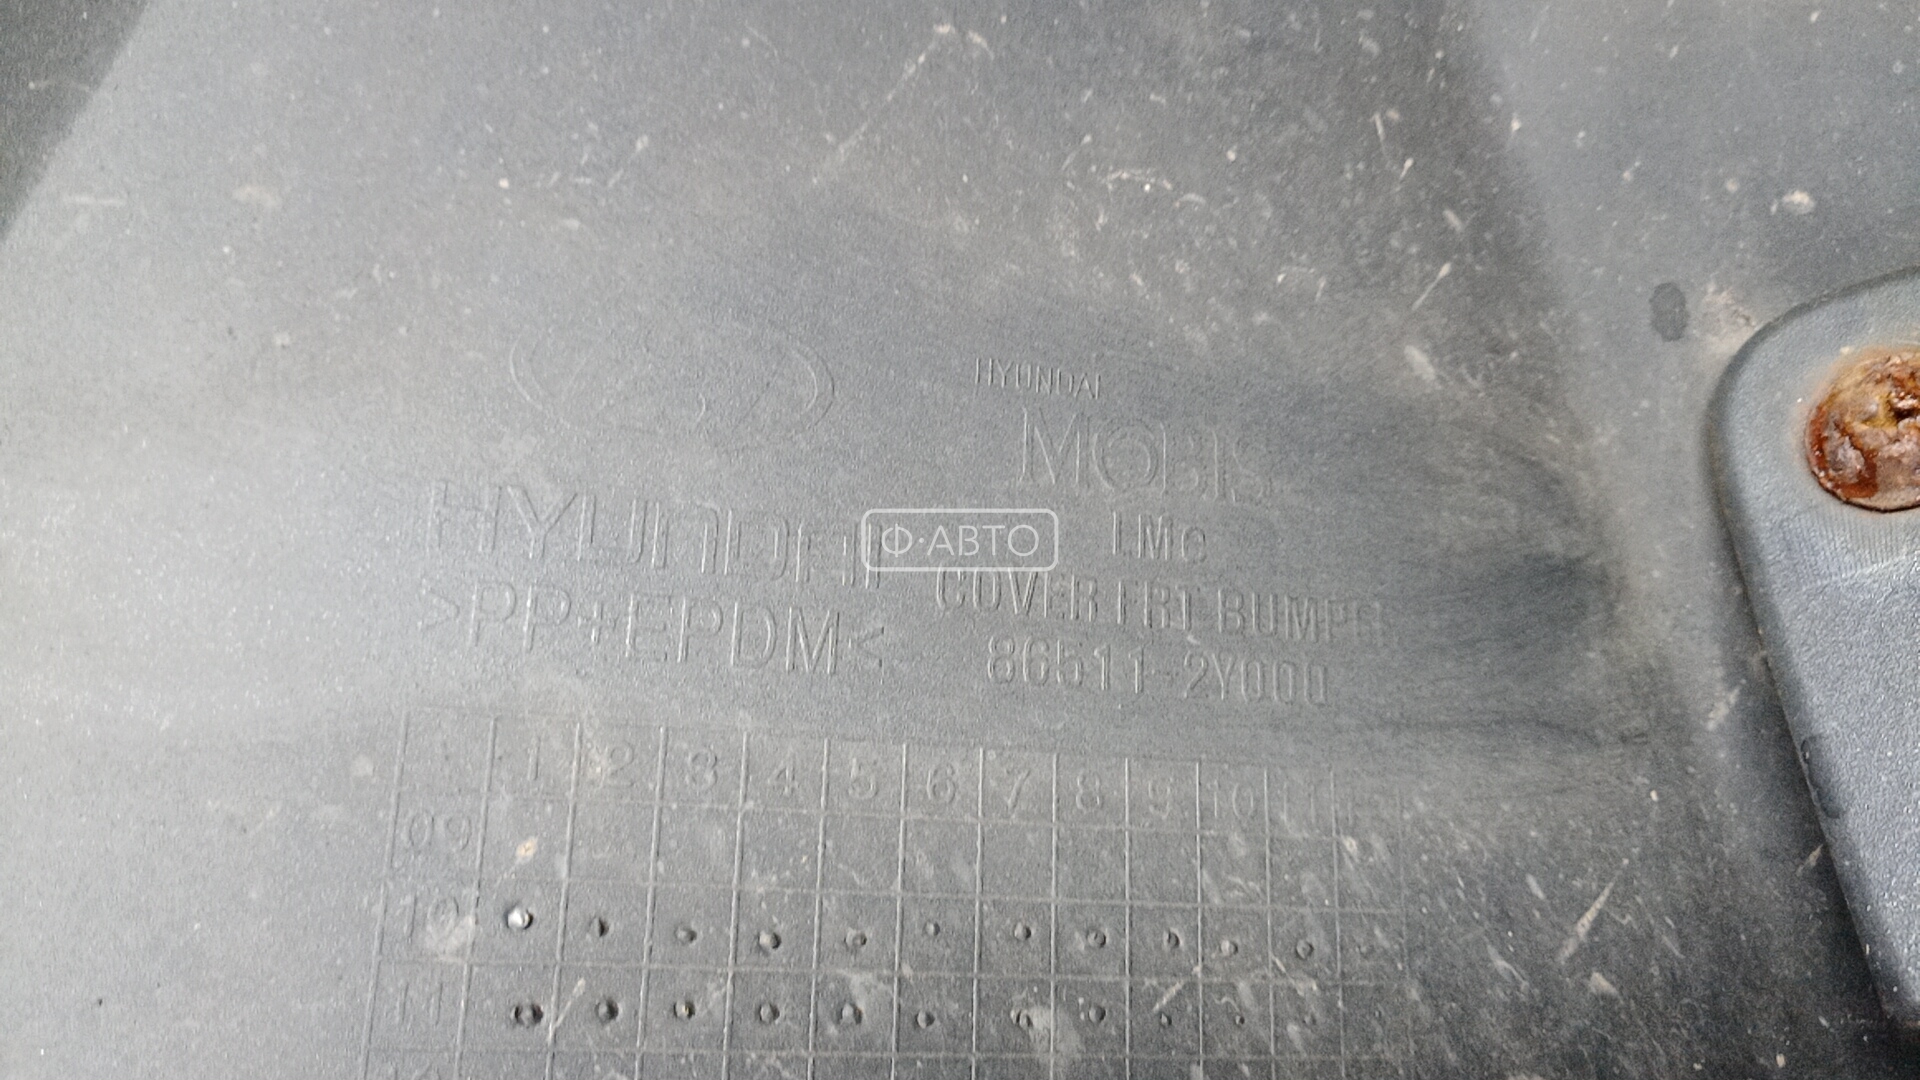 HYUNDAI
MOBIS
HYUNDAI
Ф·АВТО
LMC
>PP+EPDM<
COVER FRT BUMPER
86511-2Y000
1 2 3 4 5 6 7 8 9 10 11
09
10
11